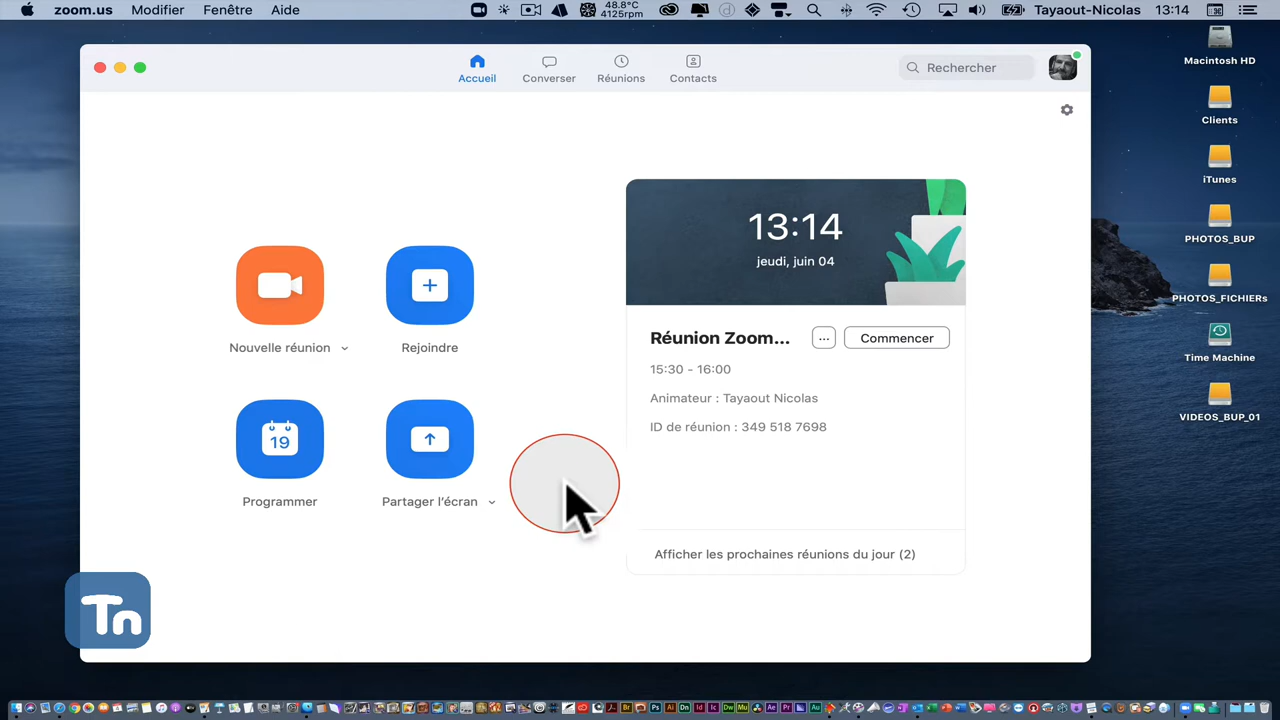 zoom.us Modifier Fenêtre Aide 48.8°C 4125rpm Tayaout-Nicolas 13:14
Accueil Converser Réunions Contacts Rechercher
Macintosh HD
Clients
iTunes
PHOTOS_BUP
PHOTOS_FICHIERs
Time Machine
VIDEOS_BUP_01
13:14
jeudi, juin 04
Nouvelle réunion
Rejoindre
19
Programmer
Partager l'écran
Réunion Zoom... ... Commencer
15:30 - 16:00
Animateur : Tayaout Nicolas
ID de réunion : 349 518 7698
Afficher les prochaines réunions du jour (2)
Tn